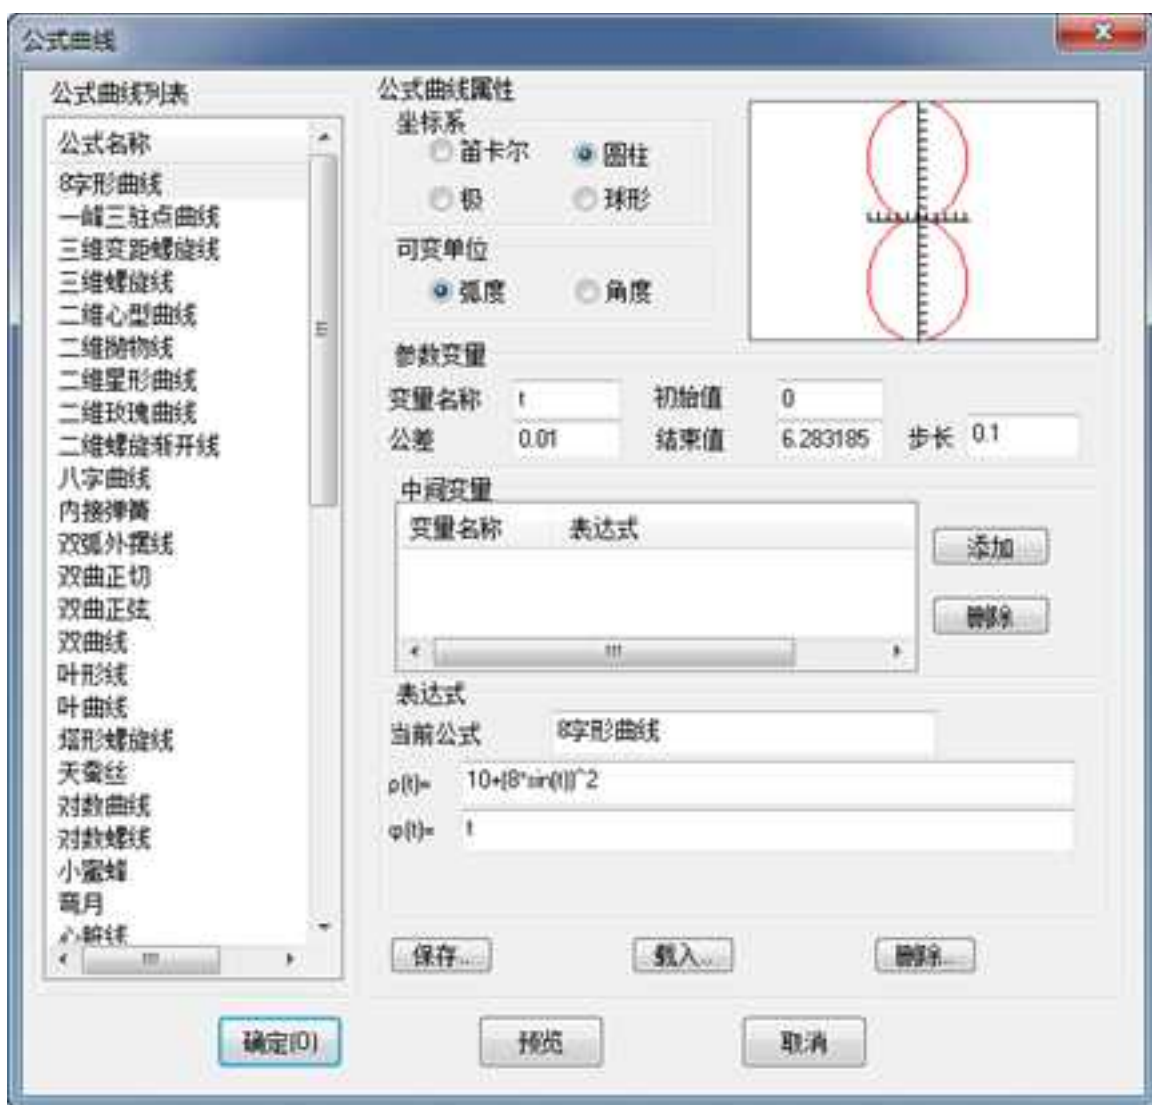 公式曲线
公式曲线列表
公式名称
8字形曲线
一峰三驻点曲线
三维变距螺旋线
三维螺旋线
二维心型曲线
二维抛物线
二维星形曲线
二维玫瑰曲线
二维螺旋渐开线
八字曲线
内接弹簧
双弧外摆线
双曲正切
双曲正弦
双曲线
叶形线
叶曲线
塔形螺旋线
天蚕丝
对数曲线
对数螺线
小蜜蜂
弯月
心脏线
公式曲线属性
坐标系
笛卡尔 圆柱
极 球形
可变单位
弧度 角度
参数变量
变量名称 t 初始值 0
公差 0.01 结束值 6.283185 步长 0.1
中间变量
变量名称 表达式
添加
删除
表达式
当前公式 8字形曲线
ρ(t)= 10+(8*sin(t))^2
φ(t)= t
保存... 载入... 删除...
确定(O) 预览 取消